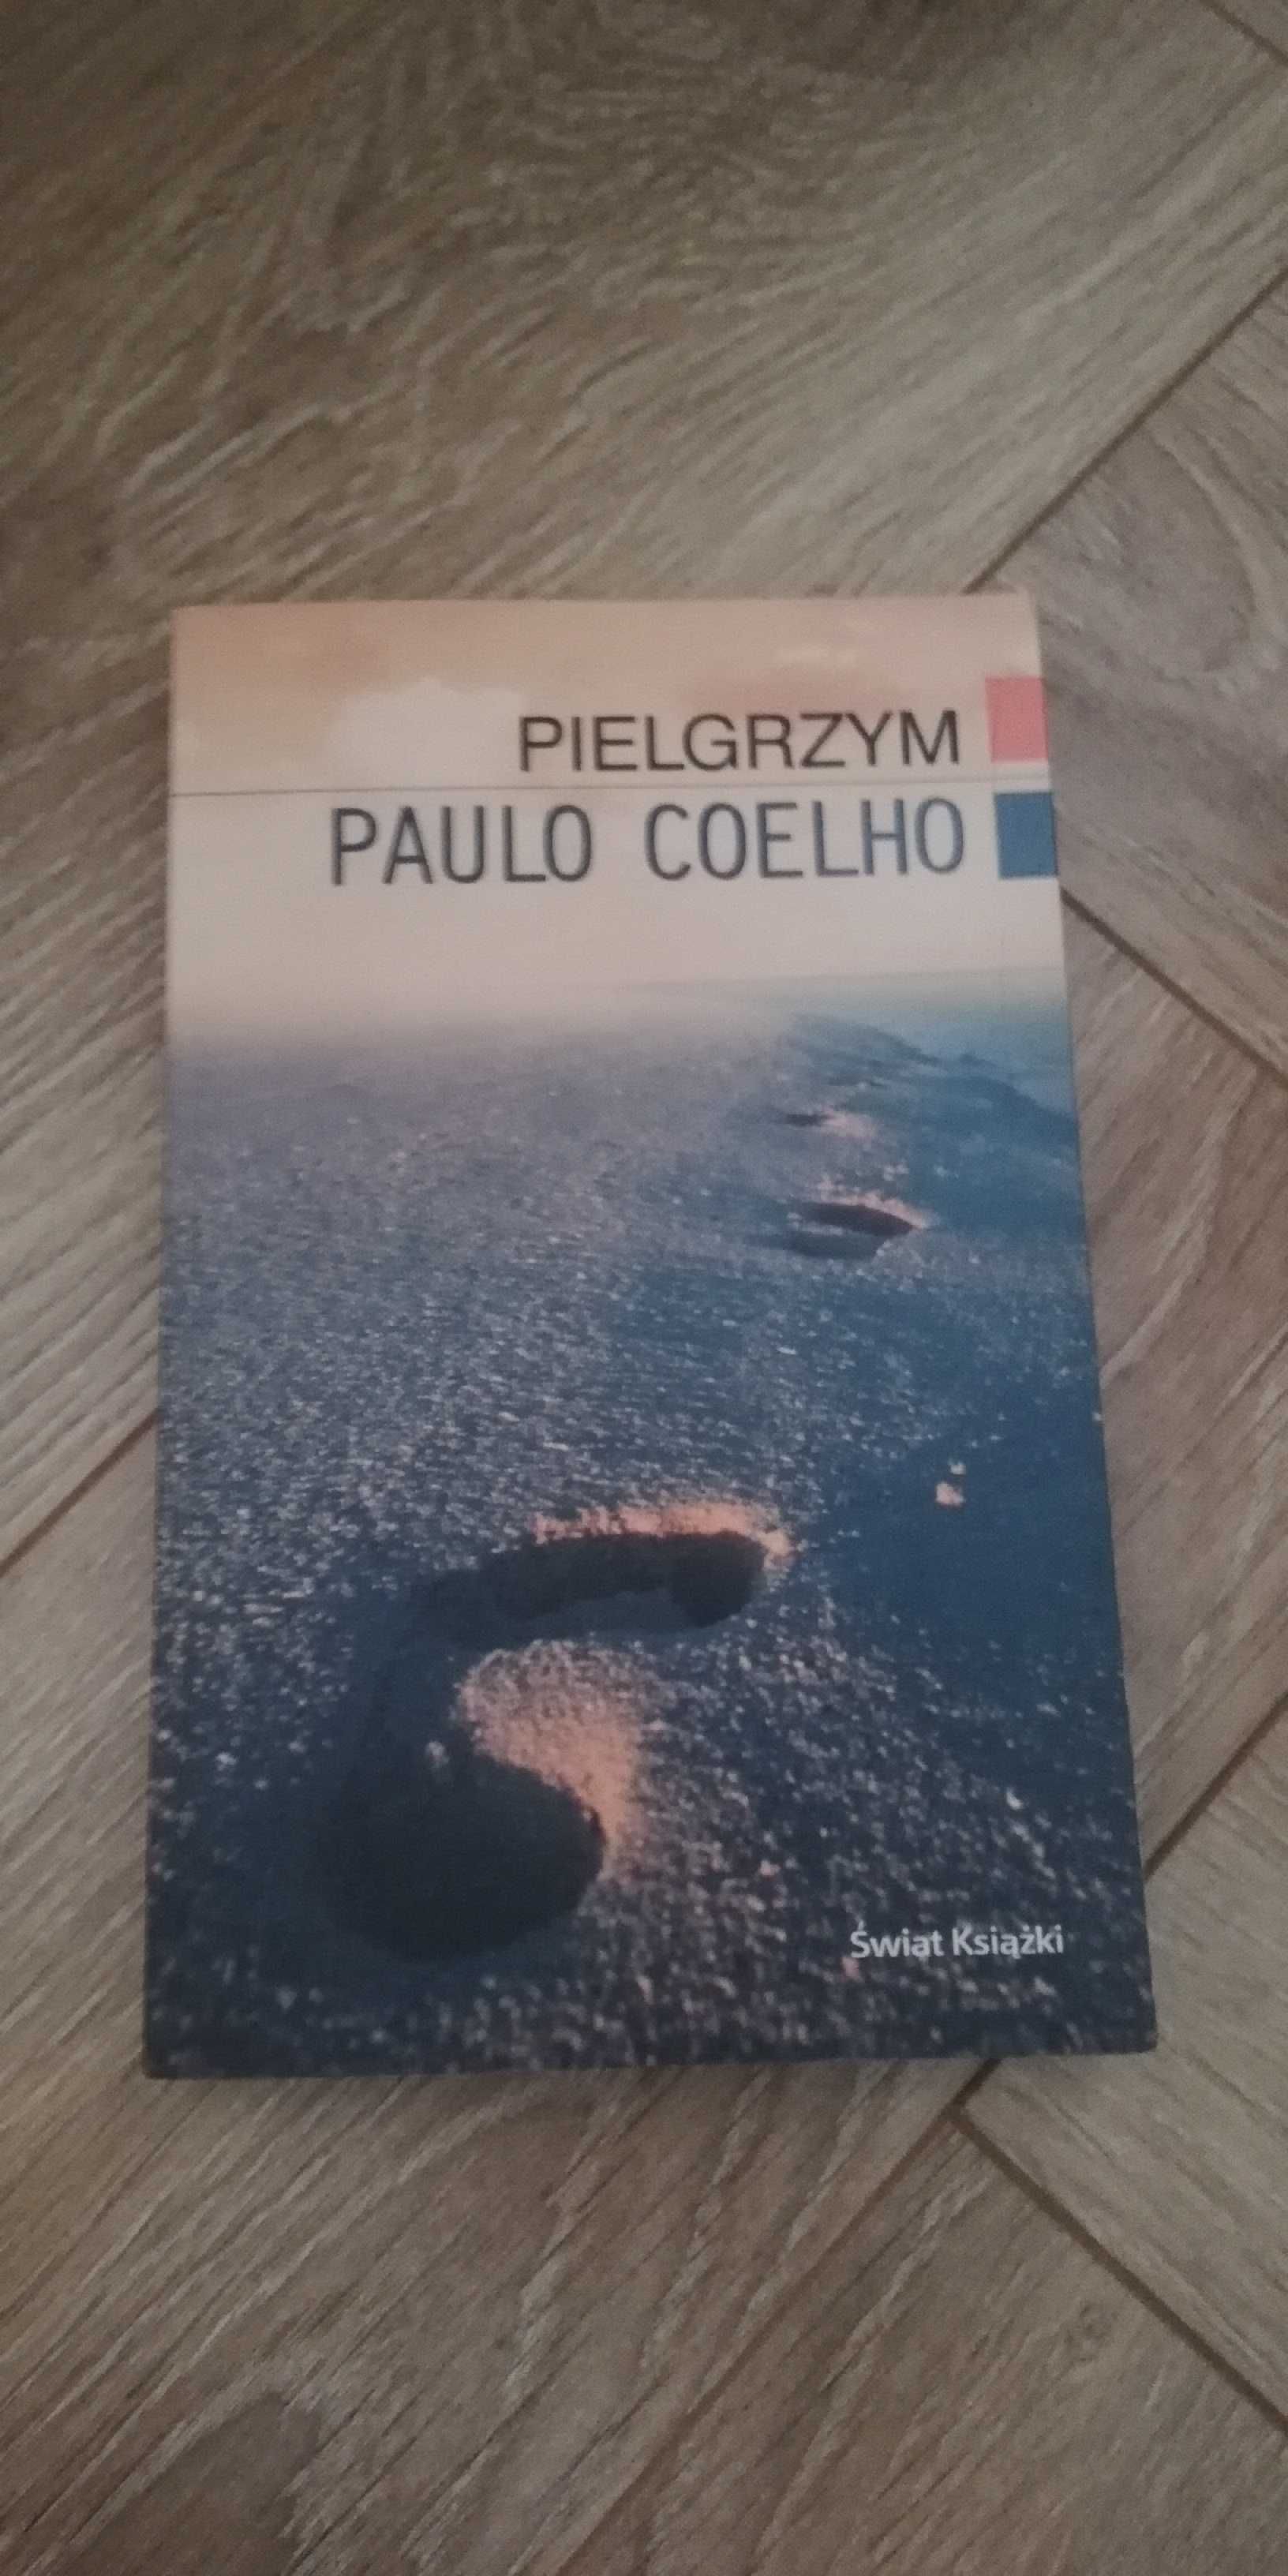 PIELGRZYM
PAULO COELHO
Świat Książki